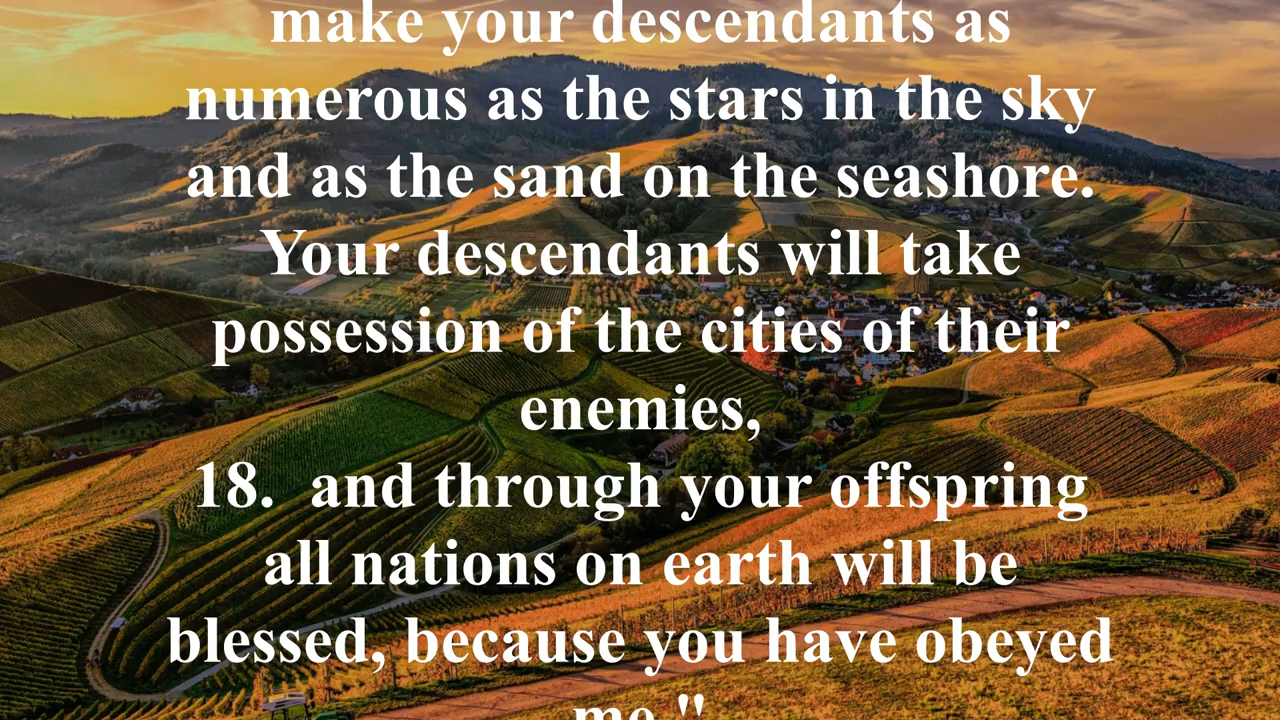 make your descendants as
numerous as the stars in the sky
and as the sand on the seashore.
Your descendants will take
possession of the cities of their
enemies,
18.  and through your offspring
all nations on earth will be
blessed, because you have obeyed
me."